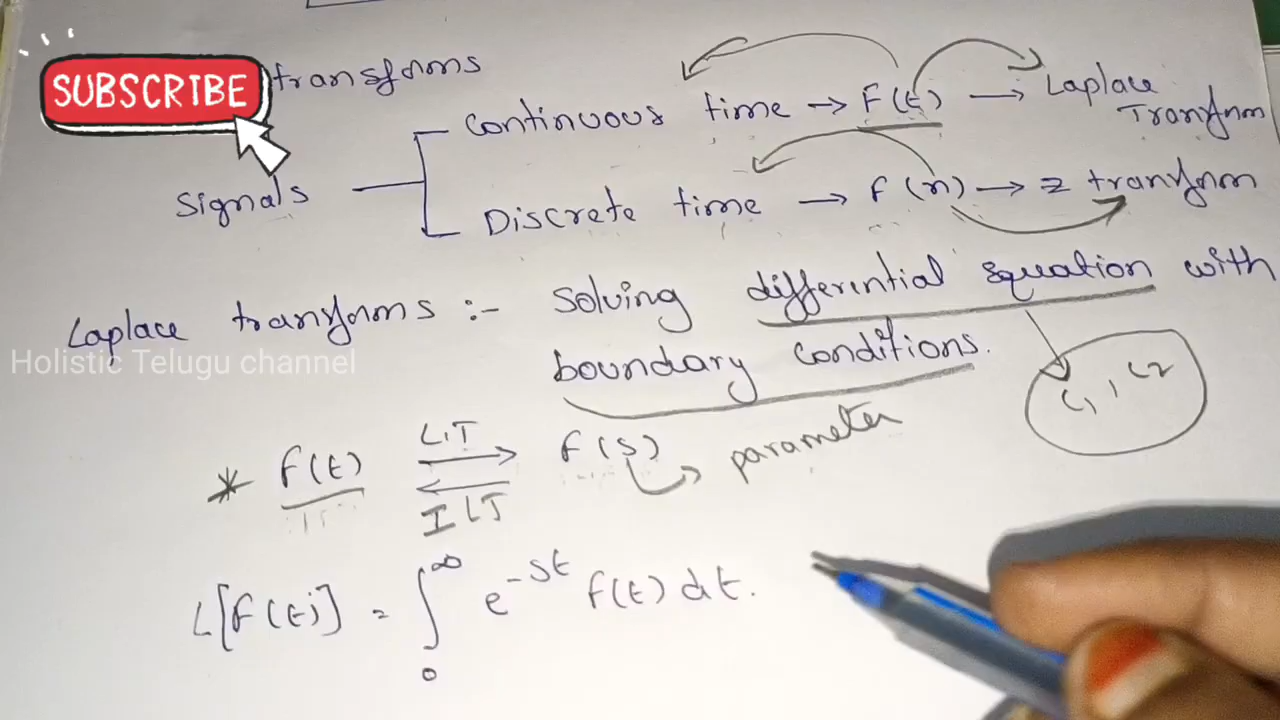 SUBSCRIBE transforms
Continuous time → F(t) → Laplace Transform
Signals
Discrete time → F(n) → Z transform
Laplace transforms :- Solving differential equation with
boundary conditions.
Holistic Telugu channel
C1, C2
* F(t) L.T F(s) parameter
I LT
L[F(t)] = ∫₀^∞ e^-st f(t) dt.